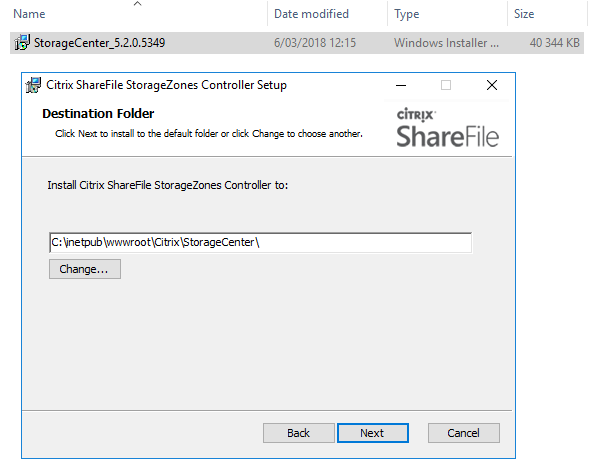 Name Date modified Type Size
StorageCenter_5.2.0.5349 6/03/2018 12:15 Windows Installer ... 40 344 KB
Citrix ShareFile StorageZones Controller Setup
Destination Folder
Click Next to install to the default folder or click Change to choose another.
CİTRIX
ShareFile
Install Citrix ShareFile StorageZones Controller to:
C:\inetpub\wwwroot\Citrix\StorageCenter\
Change...
Back Next Cancel